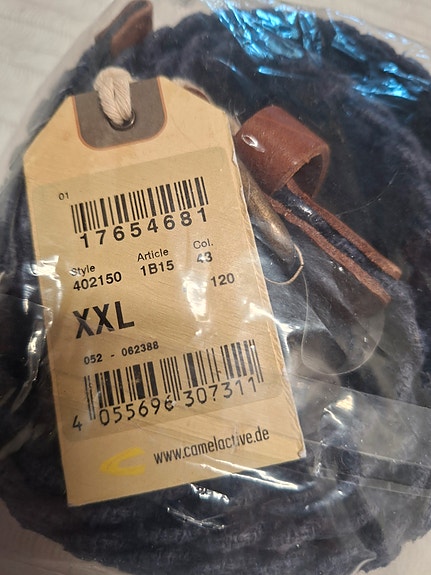 01
17654681
Style Article Col.
402150 1B15 43
120
XXL
052 - 062388
4 055696 307311
www.camelactive.de